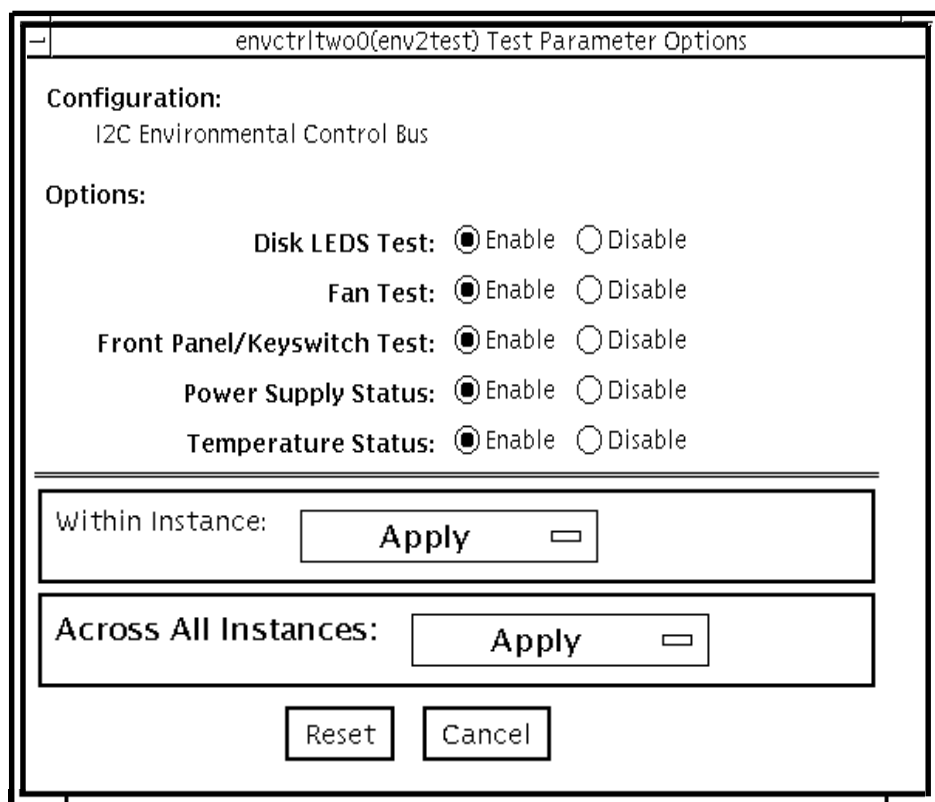 envctrltwo0(env2test) Test Parameter Options
Configuration:
I2C Environmental Control Bus
Options:
Disk LEDS Test: Enable Disable
Fan Test: Enable Disable
Front Panel/Keyswitch Test: Enable Disable
Power Supply Status: Enable Disable
Temperature Status: Enable Disable
Within Instance: Apply
Across All Instances: Apply
Reset Cancel